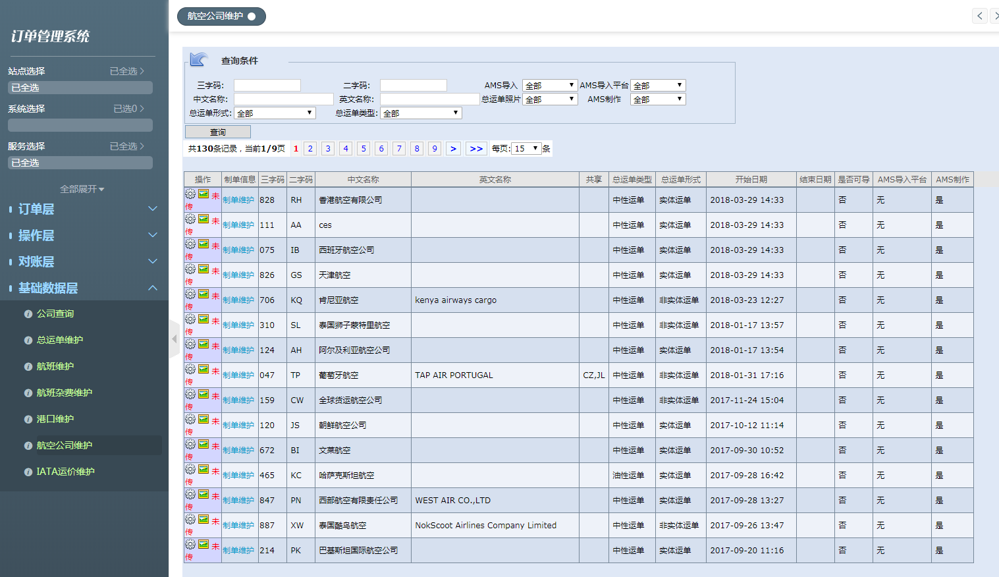 订单管理系统
站点选择 已全选 >
已全选
系统选择 已选0 >
服务选择 已全选 >
已全选
全部展开
订单层
操作层
对账层
基础数据层
公司查询
总运单维护
航班维护
航班杂费维护
港口维护
航空公司维护
IATA运价维护
航空公司维护
查询条件
三字码: 二字码: AMS导入 全部 AMS导入平台 全部
中文名称: 英文名称: 总运单照片 全部 AMS制作 全部
总运单形式: 全部 总运单类型: 全部
查询
共130条记录，当前1/9页 1 2 3 4 5 6 7 8 9 > >> 每页: 15 条
操作 制单信息 三字码 二字码 中文名称 英文名称 共享 总运单类型 总运单形式 开始日期 结束日期 是否可导 AMS导入平台 AMS制作
未传 制单维护 828 RH 香港航空有限公司 中性运单 实体运单 2018-03-29 14:33 否 无 是
未传 制单维护 111 AA ces 中性运单 实体运单 2018-03-29 14:33 否 无 是
未传 制单维护 075 IB 西班牙航空公司 中性运单 实体运单 2018-03-29 14:33 否 无 是
未传 制单维护 826 GS 天津航空 中性运单 实体运单 2018-03-29 14:33 否 无 是
未传 制单维护 706 KQ 肯尼亚航空 kenya airways cargo 中性运单 非实体运单 2018-03-23 12:27 否 无 是
未传 制单维护 310 SL 泰国狮子蒙特里航空 中性运单 非实体运单 2018-01-17 13:57 否 无 是
未传 制单维护 124 AH 阿尔及利亚航空公司 中性运单 实体运单 2018-01-17 13:54 否 无 是
未传 制单维护 047 TP 葡萄牙航空 TAP AIR PORTUGAL CZ,JL 中性运单 非实体运单 2018-01-31 17:16 否 无 是
未传 制单维护 159 CW 全球货运航空公司 中性运单 非实体运单 2017-11-24 15:04 否 无 是
未传 制单维护 120 JS 朝鲜航空公司 中性运单 实体运单 2017-10-12 11:14 否 无 是
未传 制单维护 672 BI 文莱航空 中性运单 实体运单 2017-09-30 10:52 否 无 是
未传 制单维护 465 KC 哈萨克斯坦航空 油性运单 实体运单 2017-09-28 16:42 否 无 是
未传 制单维护 847 PN 西部航空有限责任公司 WEST AIR CO.,LTD 中性运单 实体运单 2017-09-28 13:27 否 无 是
未传 制单维护 887 XW 泰国酷鸟航空 NokScoot Airlines Company Limited 中性运单 非实体运单 2017-09-26 13:47 否 无 是
未传 制单维护 214 PK 巴基斯坦国际航空公司 中性运单 实体运单 2017-09-20 11:16 否 无 是